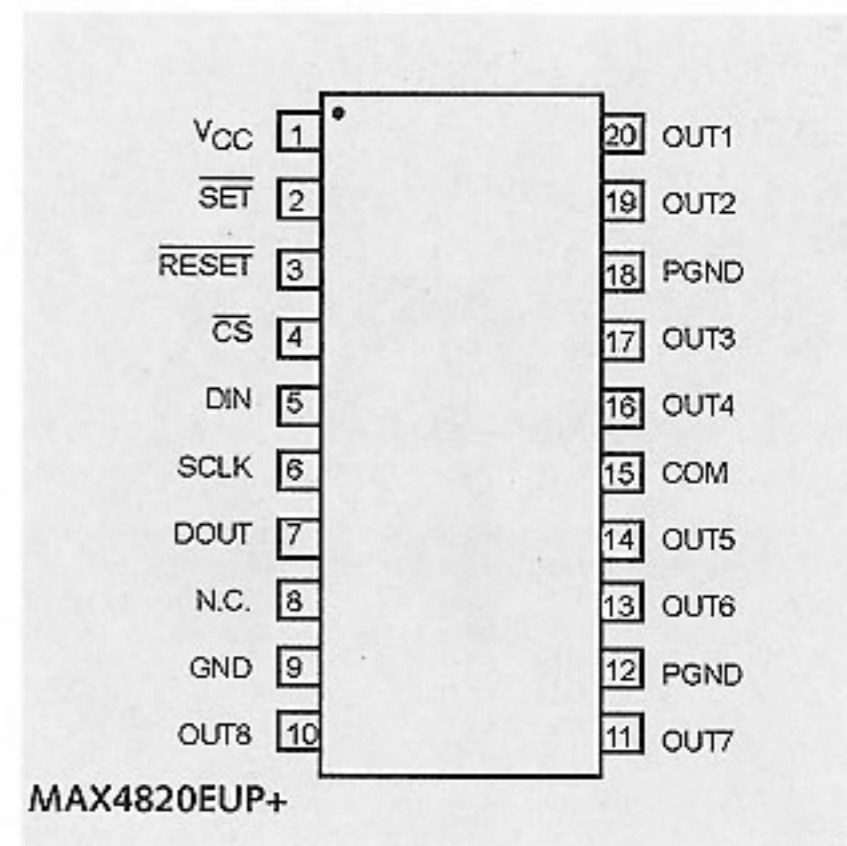 VCC 1 20 OUT1
SET 2 19 OUT2
RESET 3 18 PGND
CS 4 17 OUT3
DIN 5 16 OUT4
SCLK 6 15 COM
DOUT 7 14 OUT5
N.C. 8 13 OUT6
GND 9 12 PGND
OUT8 10 11 OUT7
MAX4820EUP+